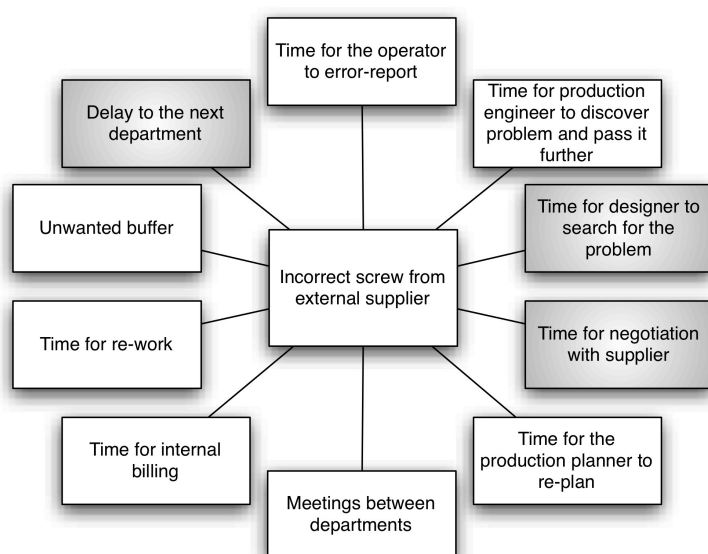 Time for the operator
to error-report
Delay to the next
department
Time for production
engineer to discover
problem and pass it
further
Unwanted buffer
Time for designer to
search for the
problem
Incorrect screw from
external supplier
Time for re-work
Time for negotiation
with supplier
Time for internal
billing
Time for the
production planner to
re-plan
Meetings between
departments